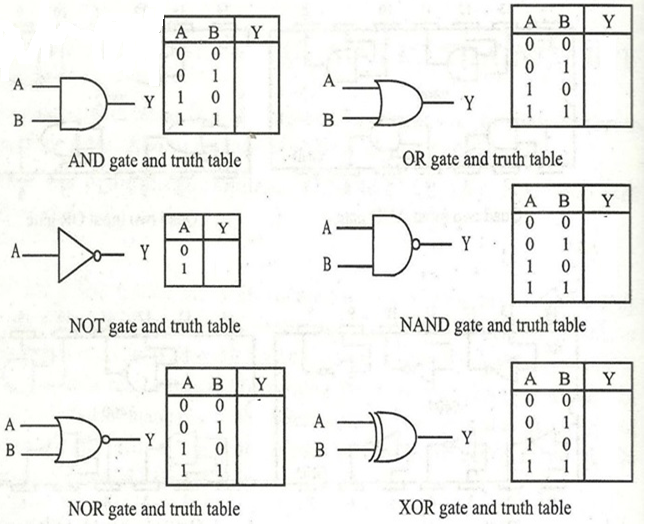 A B Y
0 0
0 1
1 0
1 1
A
B
Y
AND gate and truth table
A B Y
0 0
0 1
1 0
1 1
A
B
Y
OR gate and truth table
A Y
0
1
A
Y
NOT gate and truth table
A B Y
0 0
0 1
1 0
1 1
A
B
Y
NAND gate and truth table
A B Y
0 0
0 1
1 0
1 1
A
B
Y
NOR gate and truth table
A B Y
0 0
0 1
1 0
1 1
A
B
Y
XOR gate and truth table